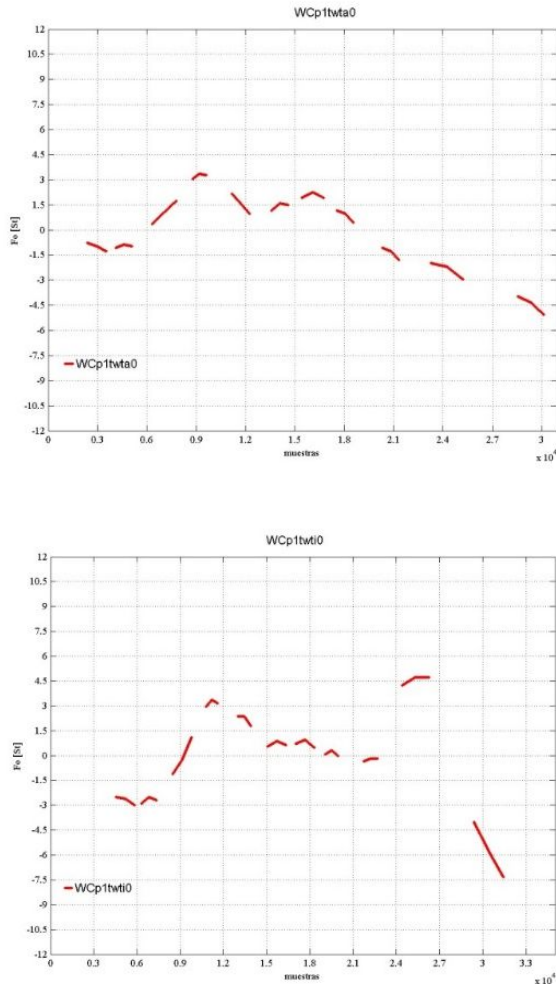 WCp1twta0
12
10.5
9
7.5
6
4.5
3
1.5
0
-1.5
-3
-4.5
-6
-7.5
-9
-10.5
-12
Fo [St]
WCp1twta0
0 0.3 0.6 0.9 1.2 1.5 1.8 2.1 2.4 2.7 3
muestras
x 10⁴
WCp1twti0
12
10.5
9
7.5
6
4.5
3
1.5
0
-1.5
-3
-4.5
-6
-7.5
-9
-10.5
-12
Fo [St]
WCp1twti0
0 0.3 0.6 0.9 1.2 1.5 1.8 2.1 2.4 2.7 3 3.3
muestras
x 10⁴